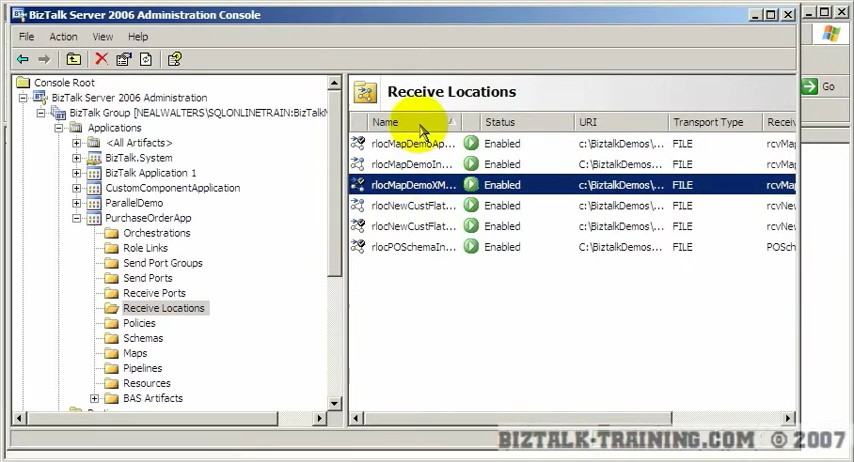 BizTalk Server 2006 Administration Console
File Action View Help
Console Root
BizTalk Server 2006 Administration
BizTalk Group [NEALWALTERS\SQLONLINETRAIN:BizTalkM
Applications
<All Artifacts>
BizTalk.System
BizTalk Application 1
CustomComponentApplication
ParallelDemo
PurchaseOrderApp
Orchestrations
Role Links
Send Port Groups
Send Ports
Receive Ports
Receive Locations
Policies
Schemas
Maps
Pipelines
Resources
BAS Artifacts
Receive Locations
Name Status URI Transport Type Receiv
rlocMapDemoAp... Enabled c:\BiztalkDemos/... FILE rcvMap
rlocMapDemoIn... Enabled c:\BiztalkDemos/... FILE rcvMap
rlocMapDemoXM... Enabled c:\BiztalkDemos/... FILE rcvMap
rlocNewCustFlat... Enabled c:\BiztalkDemos/... FILE rcvNew
rlocNewCustFlat... Enabled c:\BiztalkDemos/... FILE rcvNew
rlocPOSchemaIn... Enabled c:\BiztalkDemos/... FILE POSch
Go
BIZTALK-TRAINING.COM © 2007